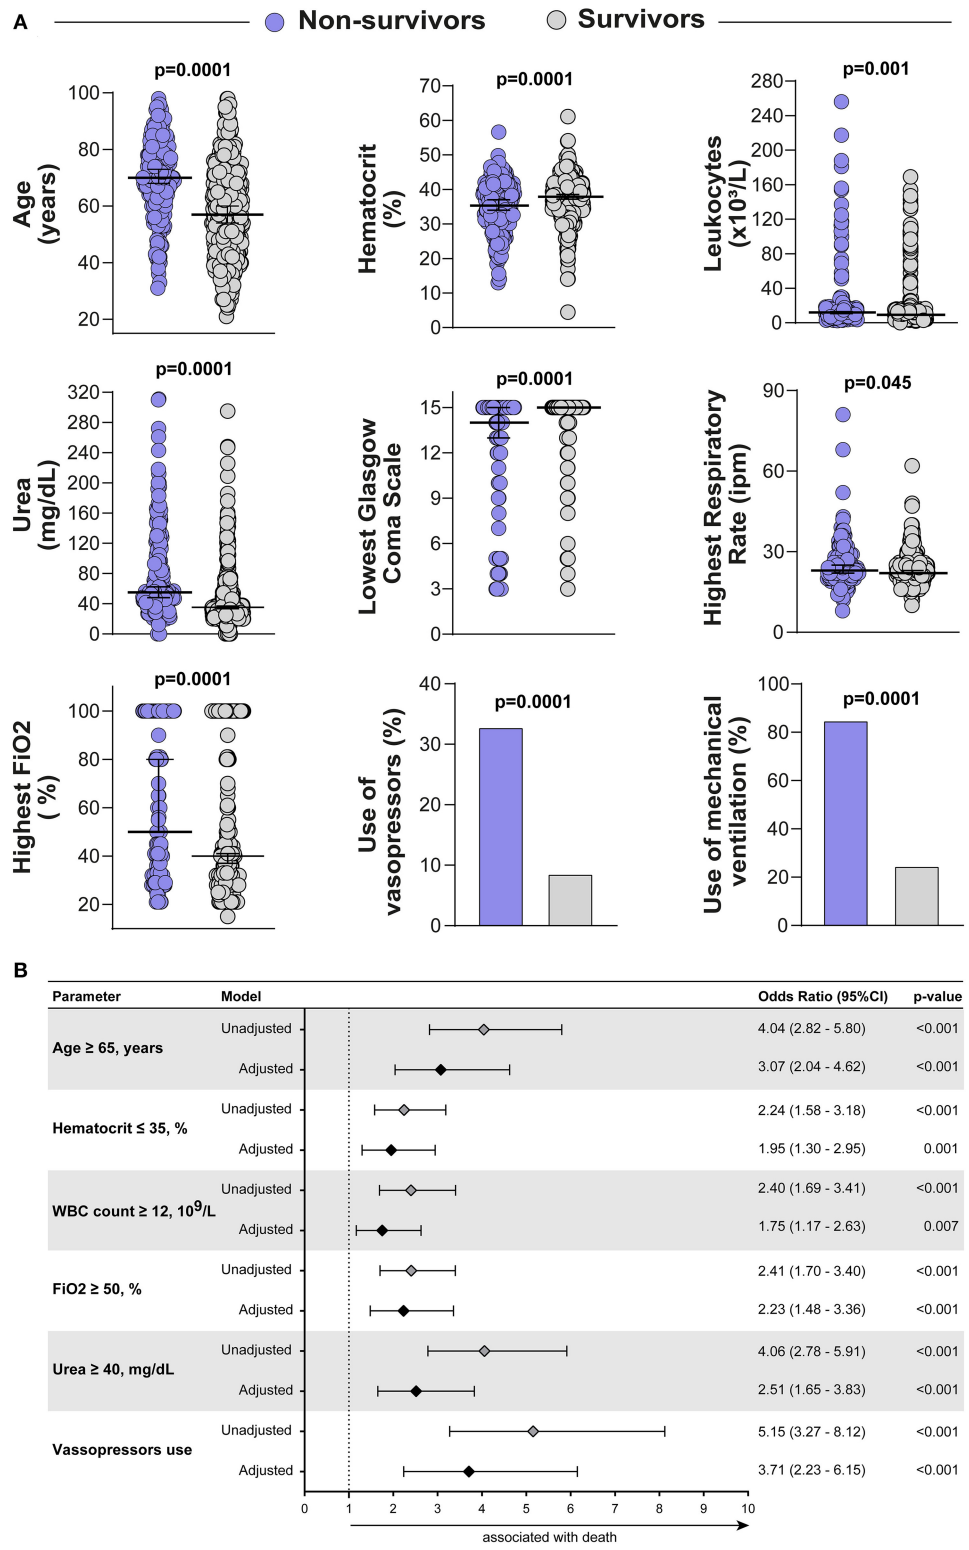 A
Non-survivors
Survivors
p=0.0001
100
80
60
40
20
Age
(years)
p=0.0001
70
60
50
40
30
20
10
0
Hematocrit
(%)
p=0.001
280
240
200
160
120
80
40
0
Leukocytes
(x10³/L)
p=0.0001
320
280
240
200
160
120
80
40
0
Urea
(mg/dL)
p=0.0001
15
12
9
6
3
0
Lowest Glasgow
Coma Scale
p=0.045
90
60
30
0
Highest Respiratory
Rate (ipm)
p=0.0001
100
80
60
40
20
Highest FiO2
( %)
p=0.0001
40
30
20
10
0
Use of
vasopressors (%)
p=0.0001
100
80
60
40
20
0
Use of mechanical
ventilation (%)
B
Parameter Model Odds Ratio (95%CI) p-value
Unadjusted 4.04 (2.82 - 5.80) <0.001
Age ≥ 65, years
Adjusted 3.07 (2.04 - 4.62) <0.001
Unadjusted 2.24 (1.58 - 3.18) <0.001
Hematocrit ≤ 35, %
Adjusted 1.95 (1.30 - 2.95) 0.001
Unadjusted 2.40 (1.69 - 3.41) <0.001
WBC count ≥ 12, 10⁹/L
Adjusted 1.75 (1.17 - 2.63) 0.007
Unadjusted 2.41 (1.70 - 3.40) <0.001
FiO2 ≥ 50, %
Adjusted 2.23 (1.48 - 3.36) <0.001
Unadjusted 4.06 (2.78 - 5.91) <0.001
Urea ≥ 40, mg/dL
Adjusted 2.51 (1.65 - 3.83) <0.001
Unadjusted 5.15 (3.27 - 8.12) <0.001
Vassopressors use
Adjusted 3.71 (2.23 - 6.15) <0.001
0 1 2 3 4 5 6 7 8 9 10
associated with death